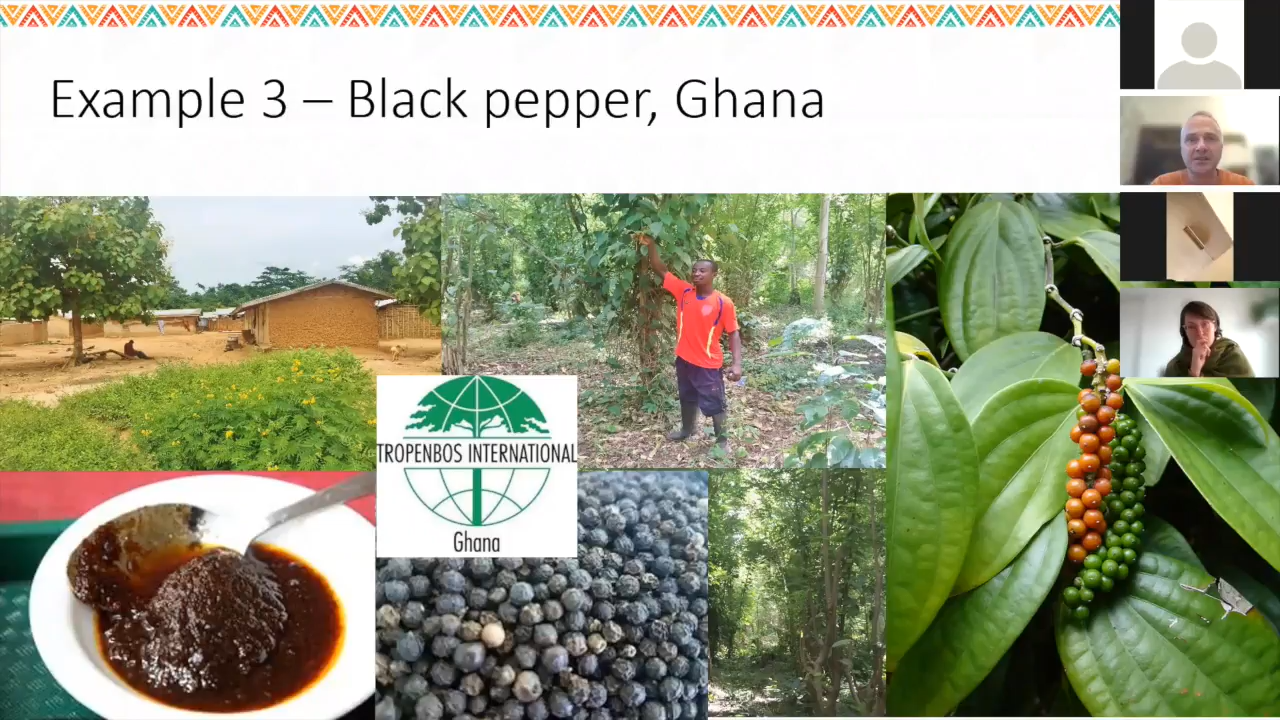 Example 3 – Black pepper, Ghana
TROPENBOS INTERNATIONAL
Ghana